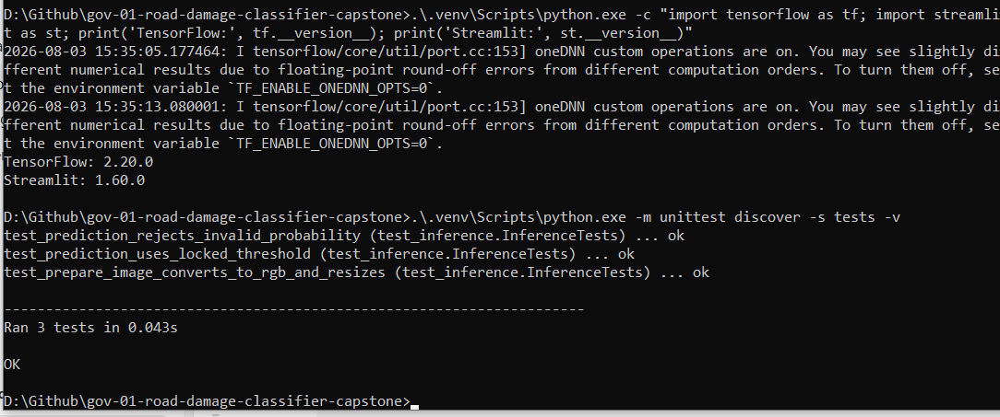 D:\Github\gov-01-road-damage-classifier-capstone>.\.venv\Scripts\python.exe -c "import tensorflow as tf; import streamli
t as st; print('TensorFlow:', tf.__version__); print('Streamlit:', st.__version__)"
2026-08-03 15:35:05.177464: I tensorflow/core/util/port.cc:153] oneDNN custom operations are on. You may see slightly di
fferent numerical results due to floating-point round-off errors from different computation orders. To turn them off, se
t the environment variable `TF_ENABLE_ONEDNN_OPTS=0`.
2026-08-03 15:35:13.080001: I tensorflow/core/util/port.cc:153] oneDNN custom operations are on. You may see slightly di
fferent numerical results due to floating-point round-off errors from different computation orders. To turn them off, se
t the environment variable `TF_ENABLE_ONEDNN_OPTS=0`.
TensorFlow: 2.20.0
Streamlit: 1.60.0
D:\Github\gov-01-road-damage-classifier-capstone>.\.venv\Scripts\python.exe -m unittest discover -s tests -v
test_prediction_rejects_invalid_probability (test_inference.InferenceTests) ... ok
test_prediction_uses_locked_threshold (test_inference.InferenceTests) ... ok
test_prepare_image_converts_to_rgb_and_resizes (test_inference.InferenceTests) ... ok
----------------------------------------------------------------------
Ran 3 tests in 0.043s
OK
D:\Github\gov-01-road-damage-classifier-capstone>